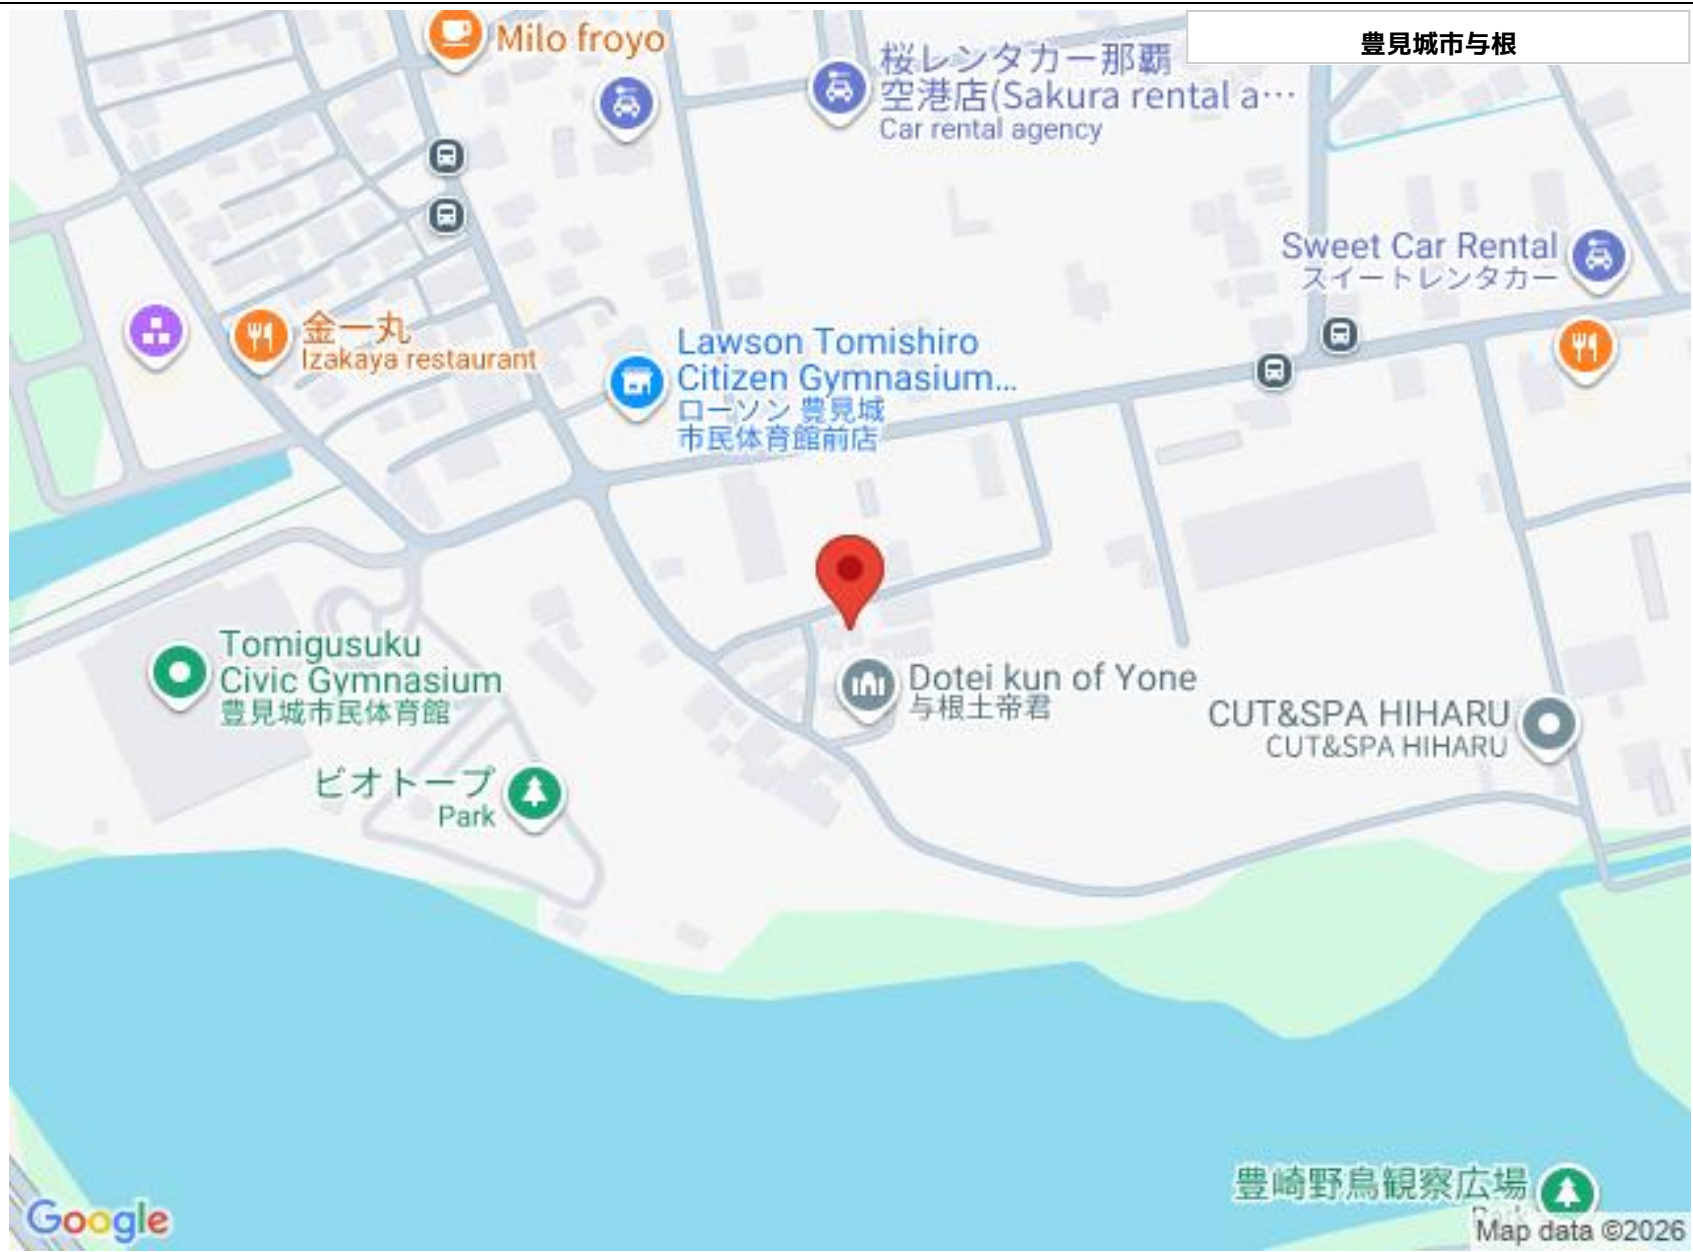 豊見城市与根
Milo froyo
桜レンタカー那覇
空港店(Sakura rental a…
Car rental agency
Sweet Car Rental
スイートレンタカー
金一丸
Izakaya restaurant
Lawson Tomishiro
Citizen Gymnasium...
ローソン 豊見城
市民体育館前店
Tomigusuku
Civic Gymnasium
豊見城市民体育館
Dotei kun of Yone
与根土帝君
CUT&SPA HIHARU
CUT&SPA HIHARU
ビオトープ
Park
豊崎野鳥観察広場
Park
Google
Map data ©2026